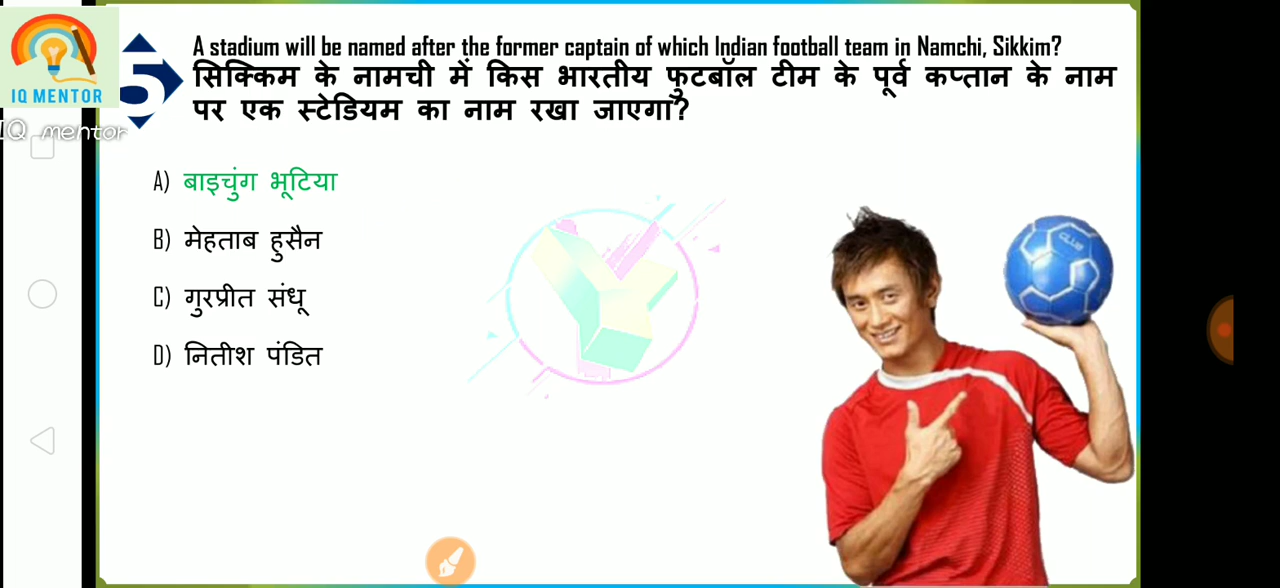 IQ MENTOR
IQ mentor
5
A stadium will be named after the former captain of which Indian football team in Namchi, Sikkim?
सिक्किम के नामची में किस भारतीय फुटबॉल टीम के पूर्व कप्तान के नाम
पर एक स्टेडियम का नाम रखा जाएगा?
A) बाइचुंग भूटिया
B) मेहताब हुसैन
C) गुरप्रीत संधू
D) नितीश पंडित
CLUB